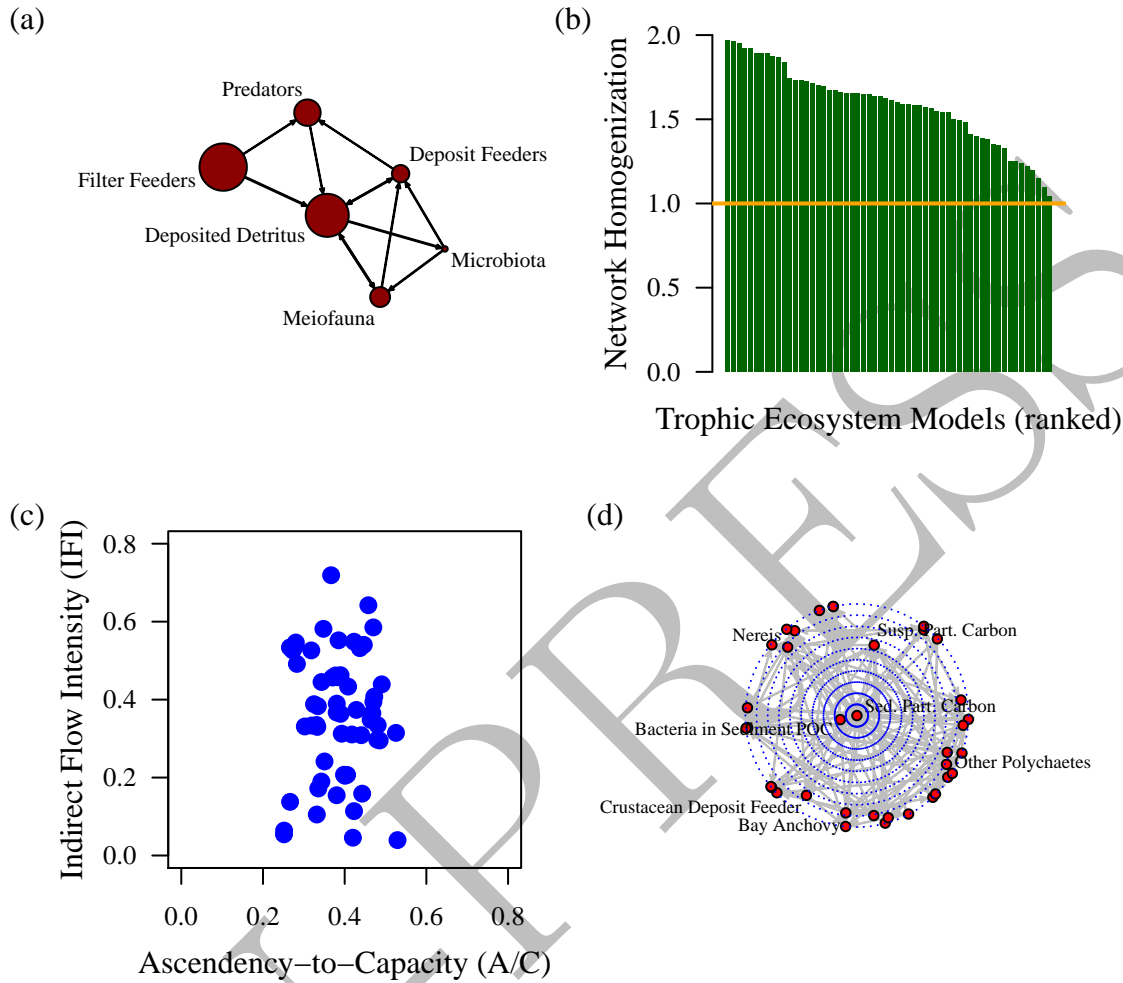 (a)
Predators
Deposit Feeders
Filter Feeders
Deposited Detritus
Microbiota
Meiofauna
(b)
Network Homogenization
2.0
1.5
1.0
0.5
0.0
Trophic Ecosystem Models (ranked)
(c)
Indirect Flow Intensity (IFI)
0.8
0.6
0.4
0.2
0.0
0.0 0.2 0.4 0.6 0.8
Ascendency−to−Capacity (A/C)
(d)
Nereis
Susp. Part. Carbon
Sed. Part. Carbon
Bacteria in Sediment POC
Other Polychaetes
Crustacean Deposit Feeder
Bay Anchovy
PRESS